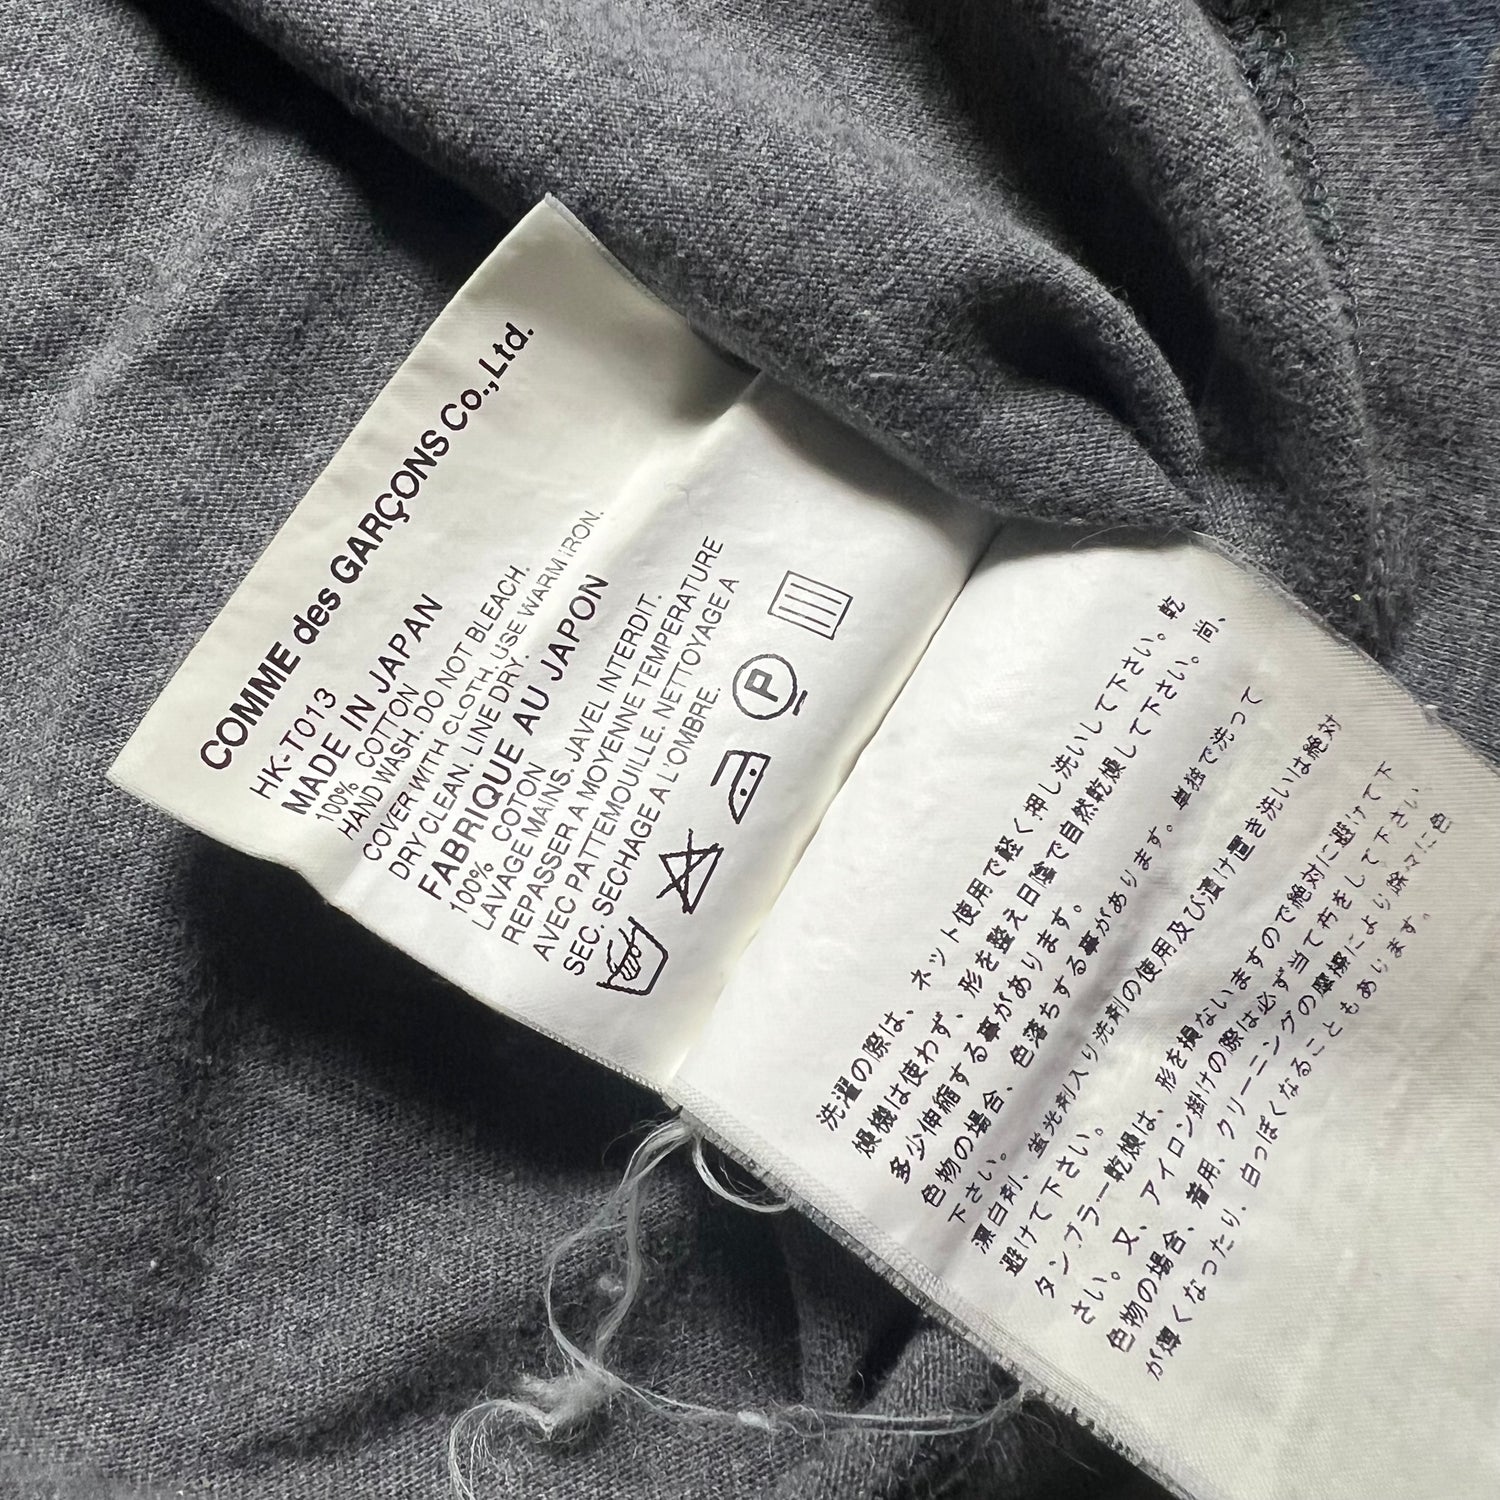 COMME des GARÇONS Co.,Ltd.
HK-T013
MADE IN JAPAN
100% COTTON
HAND WASH. DO NOT BLEACH.
COVER WITH CLOTH. USE WARM IRON.
DRY CLEAN. LINE DRY.
FABRIQUE AU JAPON
100% COTON
LAVAGE MAINS. JAVEL INTERDIT.
REPASSER A MOYENNE TEMPERATURE
AVEC PATTEMOUILLE. NETTOYAGE A
SEC. SECHAGE A L'OMBRE.
P
洗濯の際は、ネット使用で軽く押し洗いして下さい。乾
燥機は使わず、形を整え日陰で自然乾燥して下さい。尚、
多少伸縮する事があります。
色物の場合、色落ちする事があります。単独で洗って
下さい。
漂白剤、蛍光剤入り洗剤の使用及び漬け置き洗いは絶対
避けて下さい。
タンブラー乾燥は、形を損ないますので絶対に避けて下
さい。又、アイロン掛けの際は必ず当て布をして下さい。
色物の場合、着用、クリーニングの摩擦により除々に色
が薄くなったり、白っぽくなることもあります。